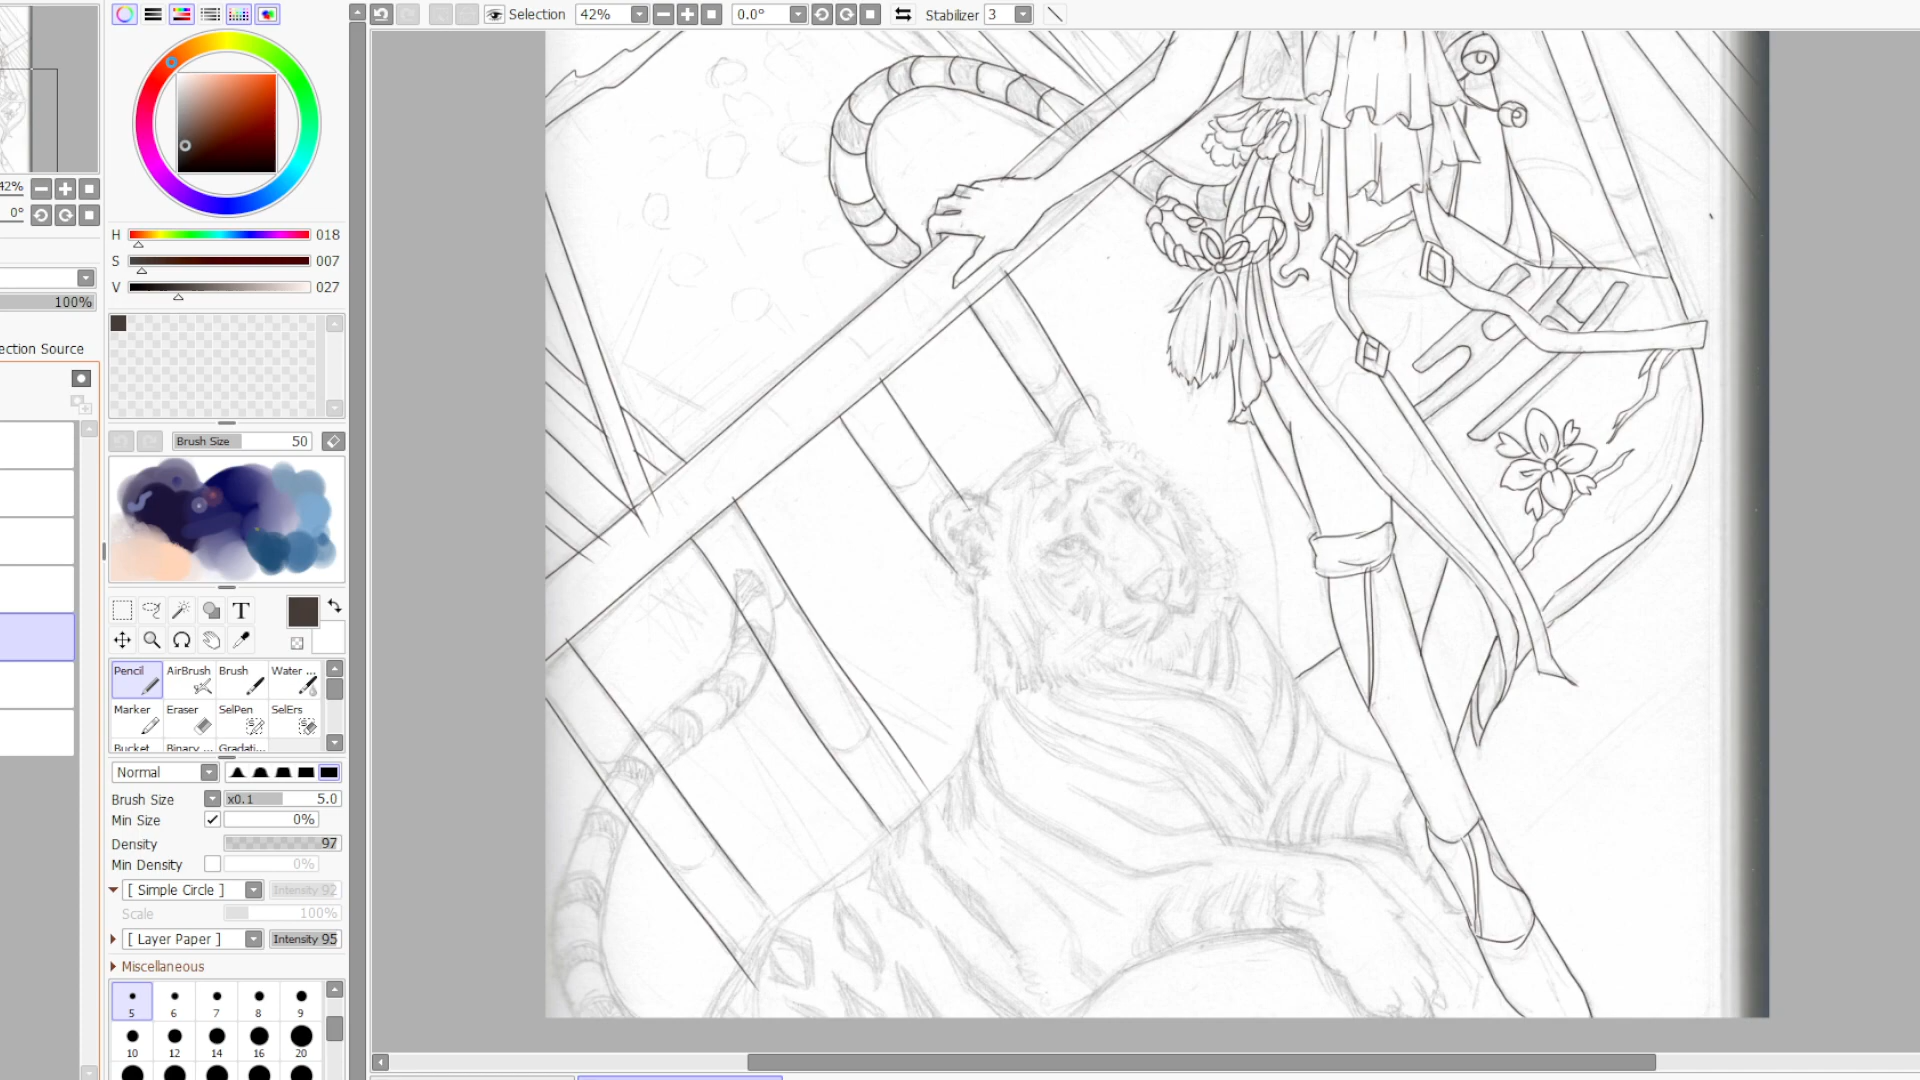 Selection 42% 0.0° Stabilizer 3
42%
0°
H 018
S 007
V 027
100%
ection Source
Brush Size 50
T
Pencil AirBrush Brush Water ...
Marker Eraser SelPen SelErs
Bucket Binary ... Gradati...
Normal
Brush Size x0.1 5.0
Min Size 0%
Density 97
Min Density 0%
[ Simple Circle ] Intensity 92
Scale 100%
[ Layer Paper ] Intensity 95
Miscellaneous
5 6 7 8 9
10 12 14 16 20